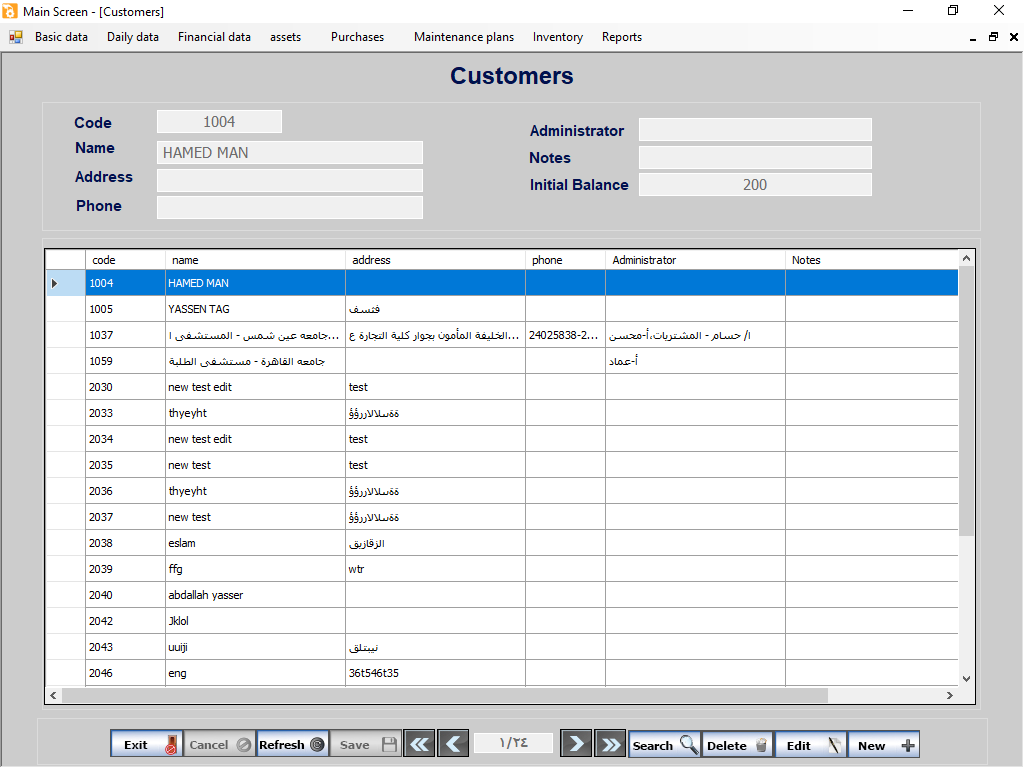 Main Screen - [Customers]
Basic data Daily data Financial data assets Purchases Maintenance plans Inventory Reports
Customers
Code 1004
Name HAMED MAN
Address
Phone
Administrator
Notes
Initial Balance 200
code name address phone Administrator Notes
1004 HAMED MAN
1005 YASSEN TAG فثسف
1037 جامعه عين شمس - المستشفى ا... الخليفة المأمون بجوار كلية التجارة ع... 24025838-2... ا/ حسام - المشتريات،أ-محسن
1059 جامعه القاهرة - مستشفى الطلبة أ-عماد
2030 new test edit test
2033 thyeyht
2034 new test edit test
2035 new test test
2036 thyeyht
2037 new test
2038 eslam الزقازيق
2039 ffg wtr
2040 abdallah yasser
2042 Jklol
2043 uuiji نيبتلق
2046 eng 36t546t35
Exit Cancel Refresh Save ١/٢٤ Search Delete Edit New